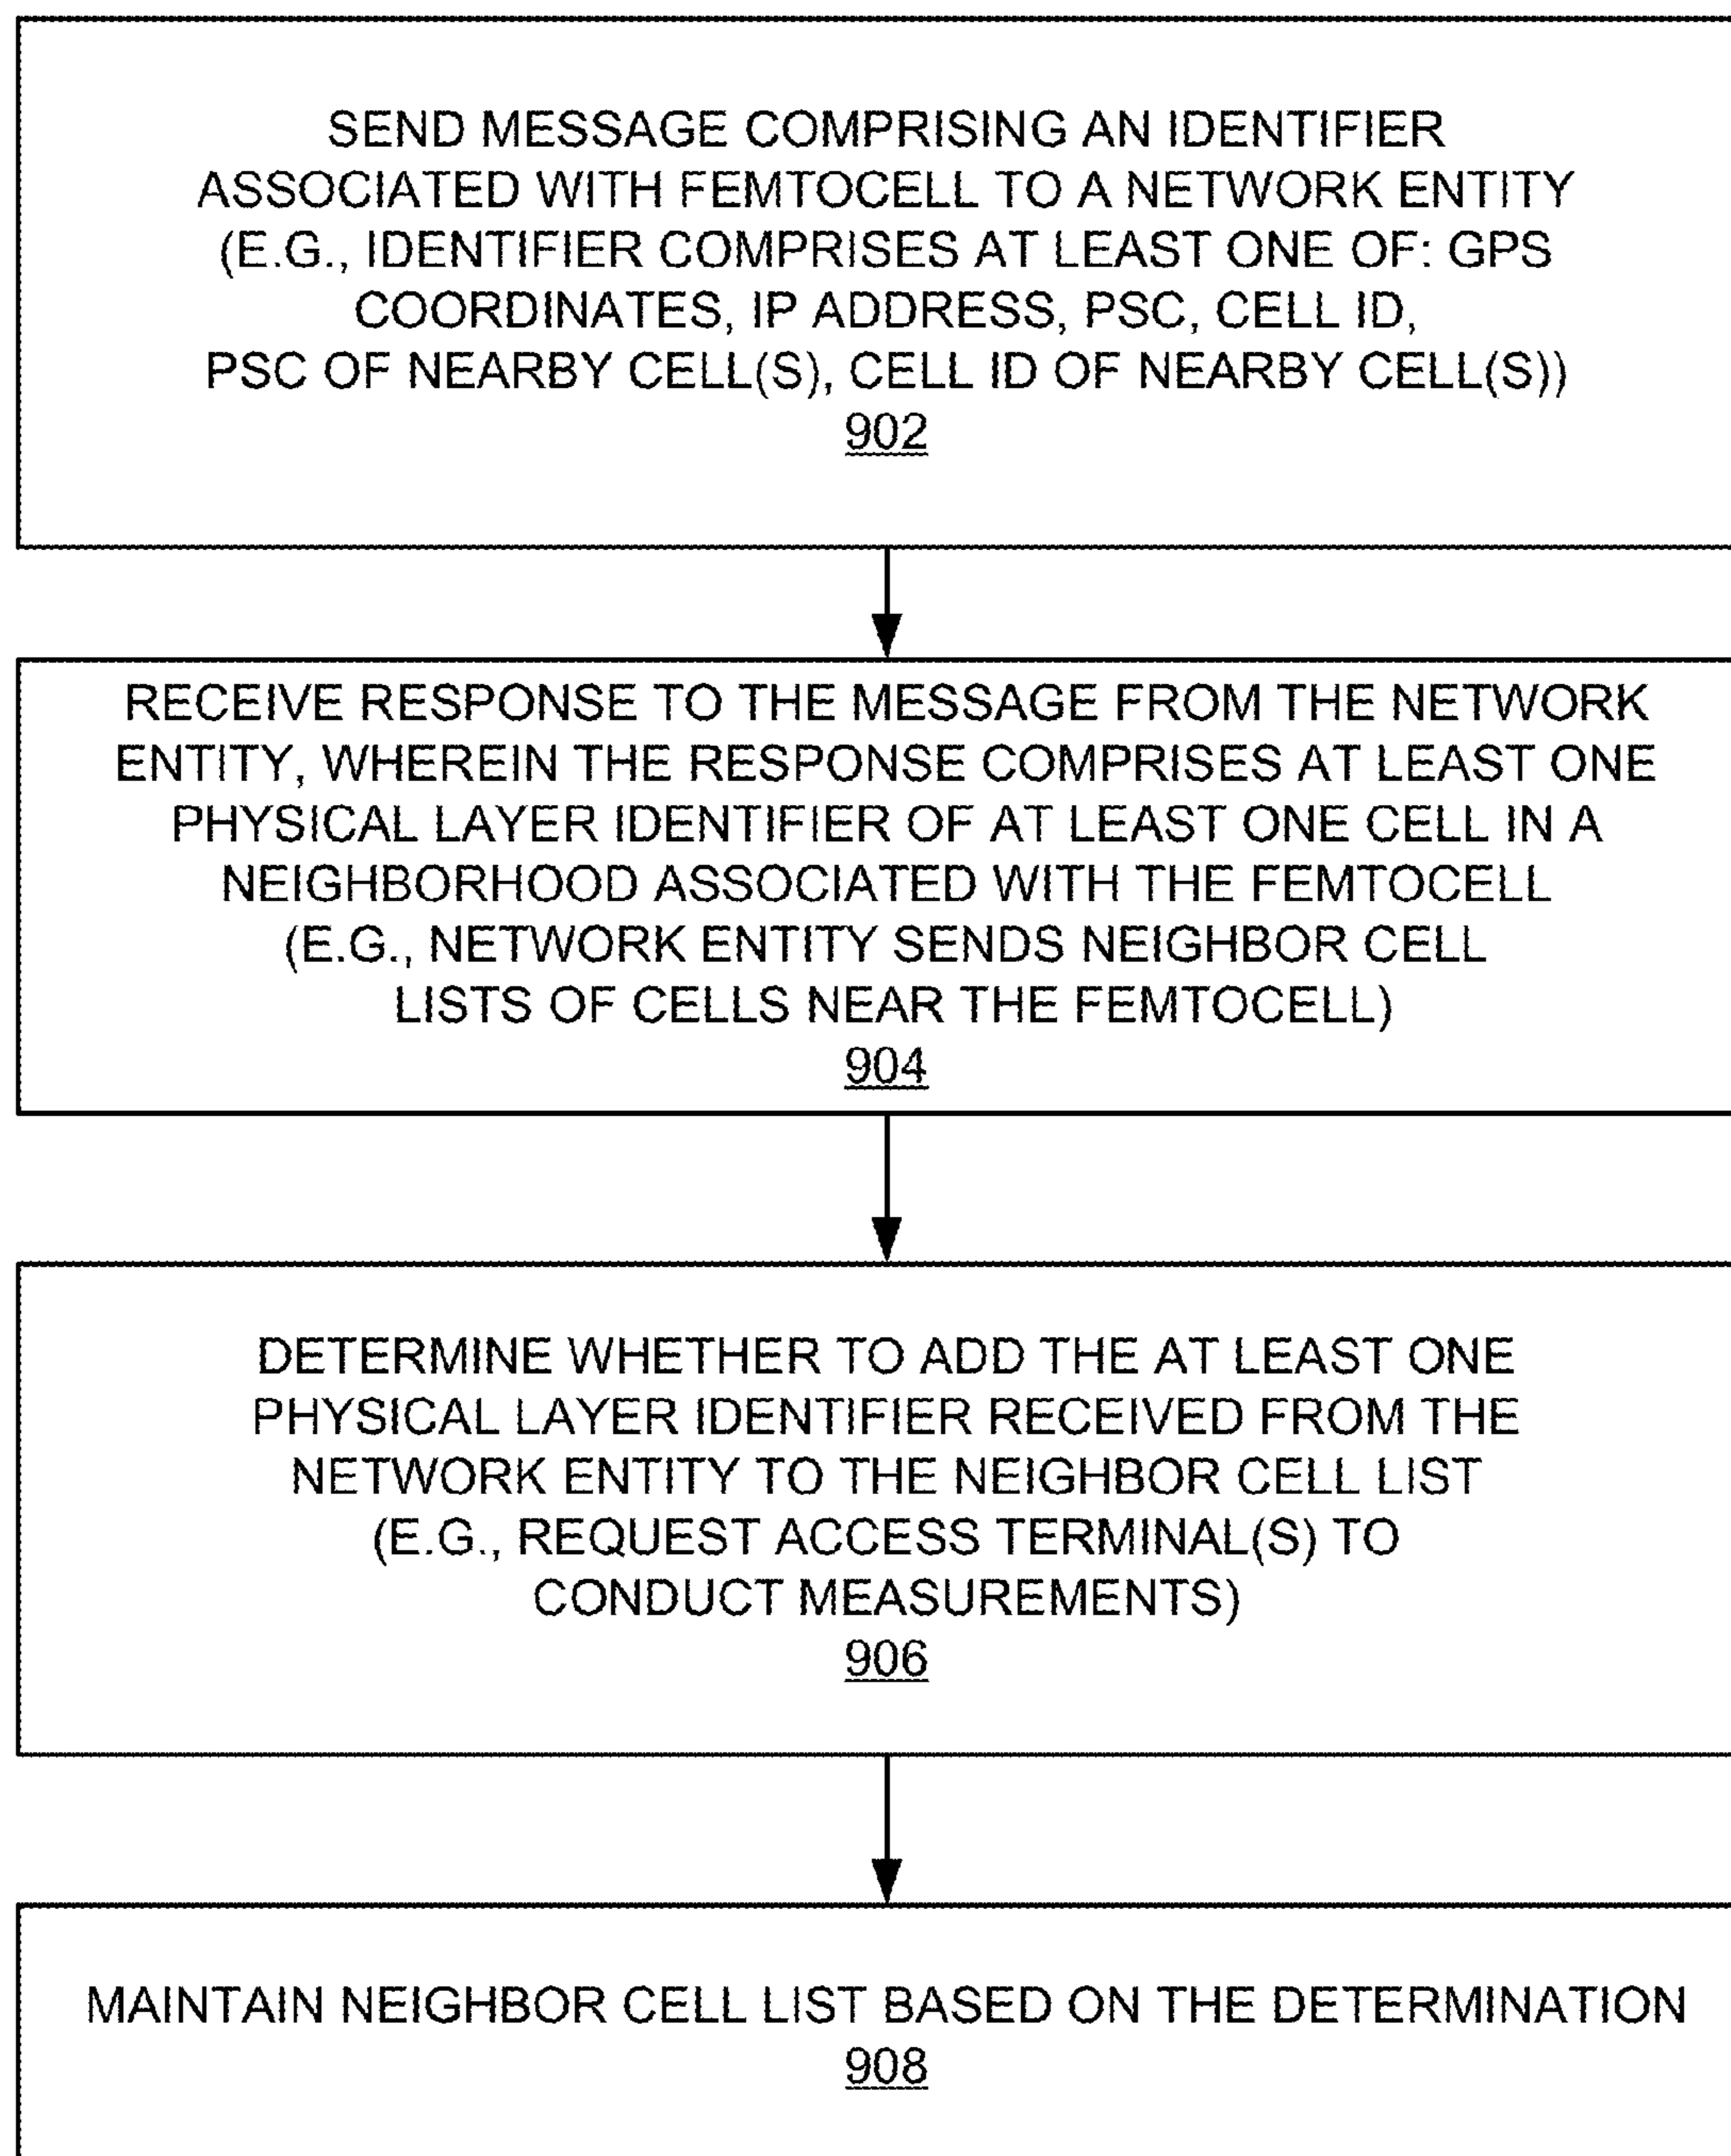 SEND MESSAGE COMPRISING AN IDENTIFIER
ASSOCIATED WITH FEMTOCELL TO A NETWORK ENTITY
(E.G., IDENTIFIER COMPRISES AT LEAST ONE OF: GPS
COORDINATES, IP ADDRESS, PSC, CELL ID,
PSC OF NEARBY CELL(S), CELL ID OF NEARBY CELL(S))
902
RECEIVE RESPONSE TO THE MESSAGE FROM THE NETWORK
ENTITY, WHEREIN THE RESPONSE COMPRISES AT LEAST ONE
PHYSICAL LAYER IDENTIFIER OF AT LEAST ONE CELL IN A
NEIGHBORHOOD ASSOCIATED WITH THE FEMTOCELL
(E.G., NETWORK ENTITY SENDS NEIGHBOR CELL
LISTS OF CELLS NEAR THE FEMTOCELL)
904
DETERMINE WHETHER TO ADD THE AT LEAST ONE
PHYSICAL LAYER IDENTIFIER RECEIVED FROM THE
NETWORK ENTITY TO THE NEIGHBOR CELL LIST
(E.G., REQUEST ACCESS TERMINAL(S) TO
CONDUCT MEASUREMENTS)
906
MAINTAIN NEIGHBOR CELL LIST BASED ON THE DETERMINATION
908